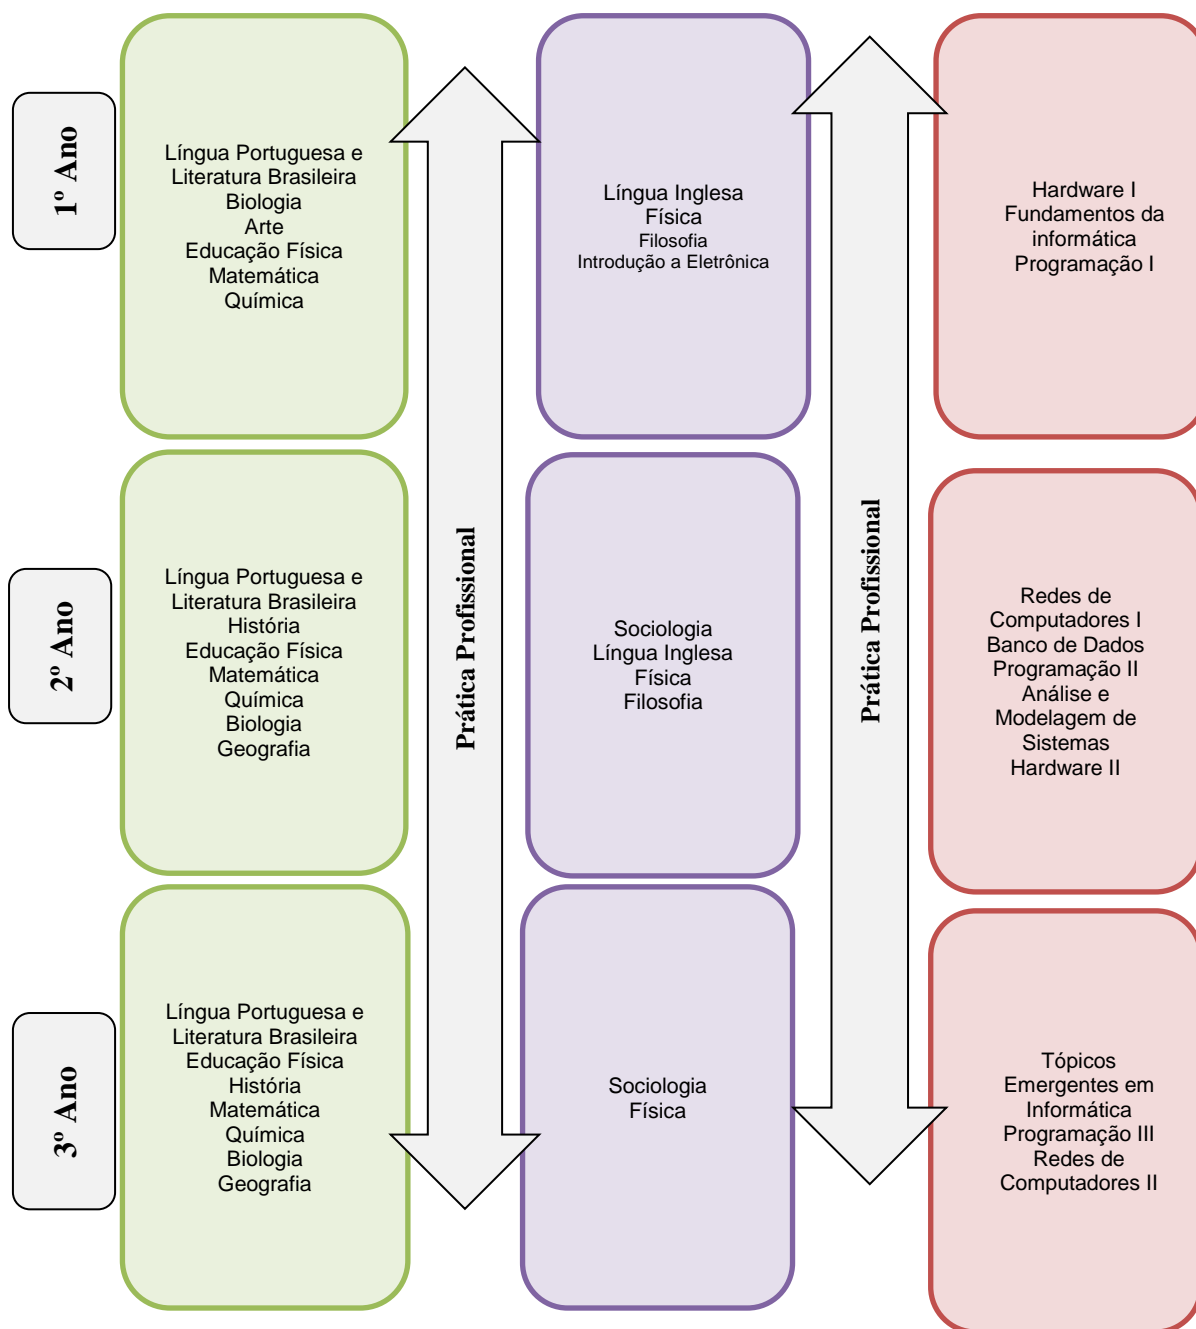 1º Ano
Língua Portuguesa e
Literatura Brasileira
Biologia
Arte
Educação Física
Matemática
Química
Língua Inglesa
Física
Filosofia
Introdução a Eletrônica
Hardware I
Fundamentos da
informática
Programação I
2º Ano
Língua Portuguesa e
Literatura Brasileira
História
Educação Física
Matemática
Química
Biologia
Geografia
Prática Profissional
Sociologia
Língua Inglesa
Física
Filosofia
Prática Profissional
Redes de
Computadores I
Banco de Dados
Programação II
Análise e
Modelagem de
Sistemas
Hardware II
3º Ano
Língua Portuguesa e
Literatura Brasileira
Educação Física
História
Matemática
Química
Biologia
Geografia
Sociologia
Física
Tópicos
Emergentes em
Informática
Programação III
Redes de
Computadores II